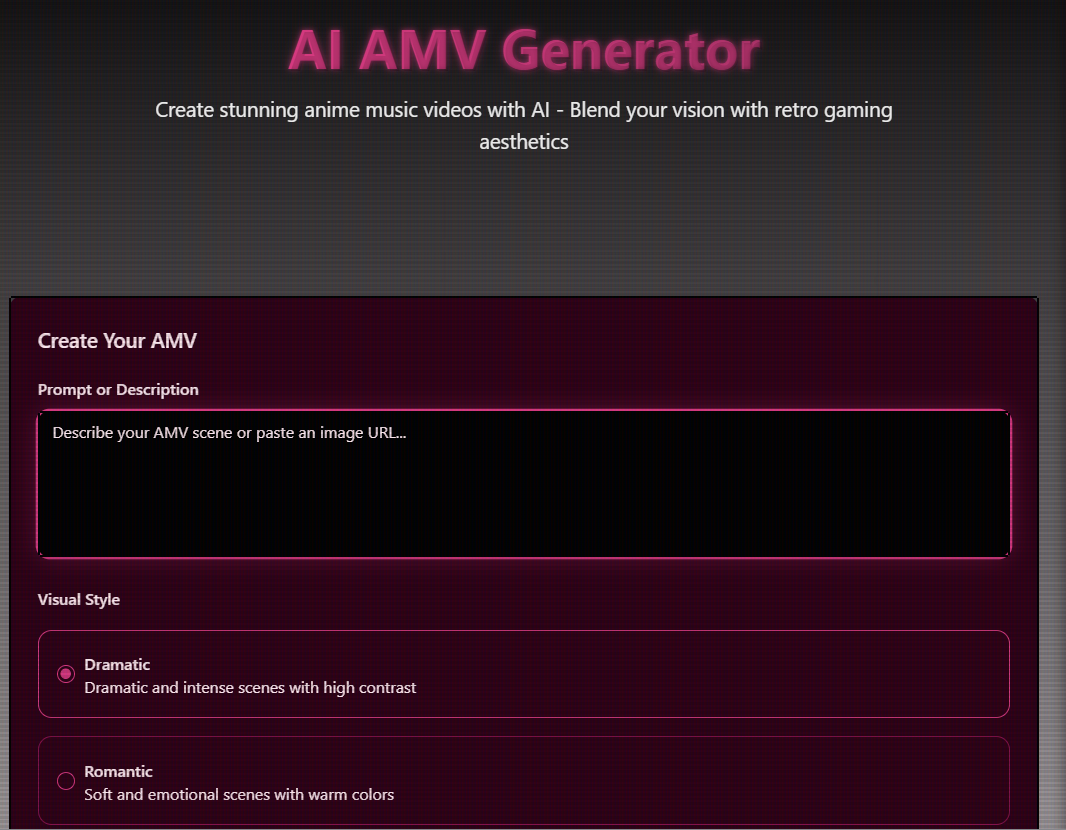 AI AMV Generator
Create stunning anime music videos with AI - Blend your vision with retro gaming
aesthetics
Create Your AMV
Prompt or Description
Describe your AMV scene or paste an image URL...
Visual Style
Dramatic
Dramatic and intense scenes with high contrast
Romantic
Soft and emotional scenes with warm colors